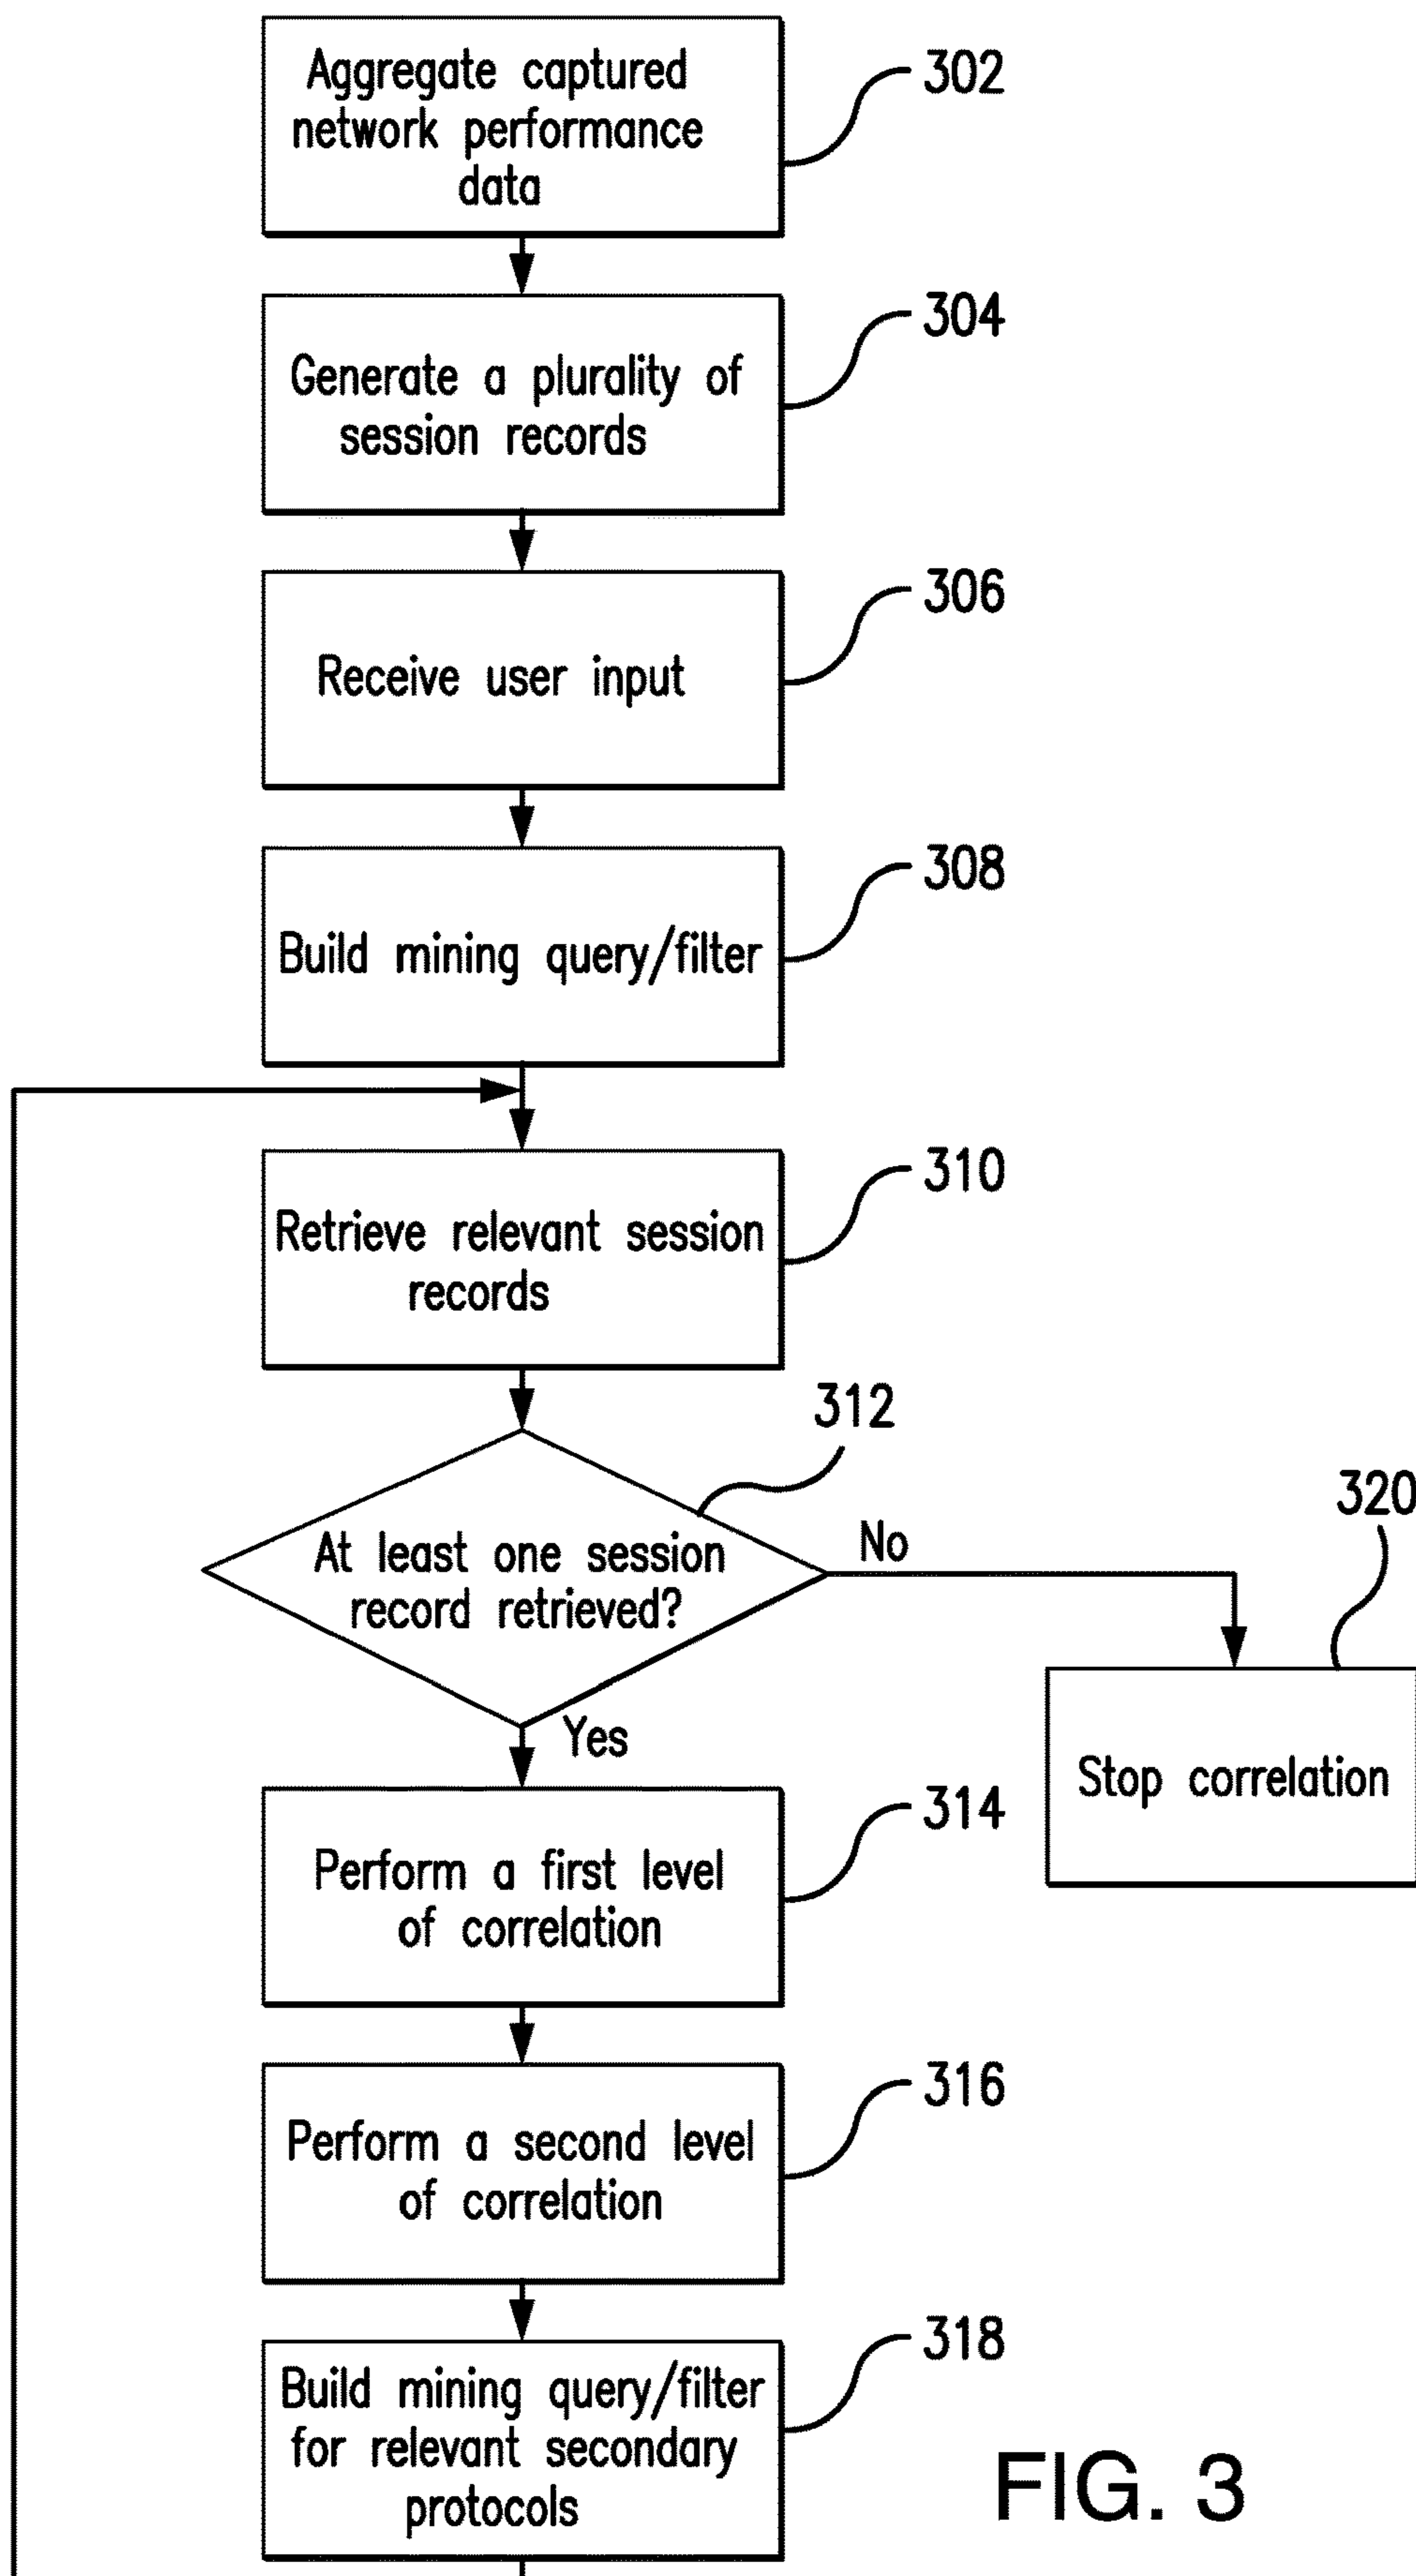 Aggregate captured
network performance
data
302
Generate a plurality of
session records
304
Receive user input
306
Build mining query/filter
308
Retrieve relevant session
records
310
At least one session
record retrieved?
312
No
Yes
320
Stop correlation
Perform a first level
of correlation
314
Perform a second level
of correlation
316
Build mining query/filter
for relevant secondary
protocols
318
FIG. 3